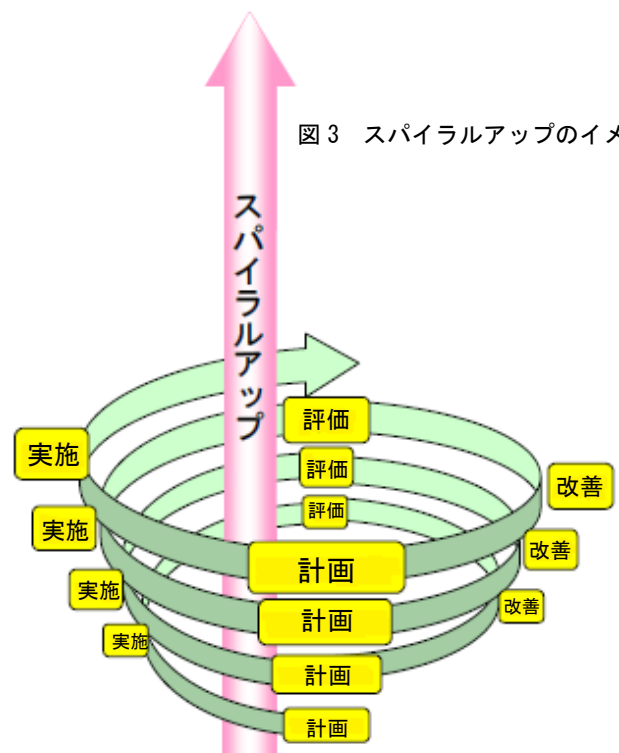 図3 スパイラルアップのイメ
スパイラルアップ
評価
実施
評価
改善
評価
実施
改善
計画
実施
改善
計画
実施
計画
計画